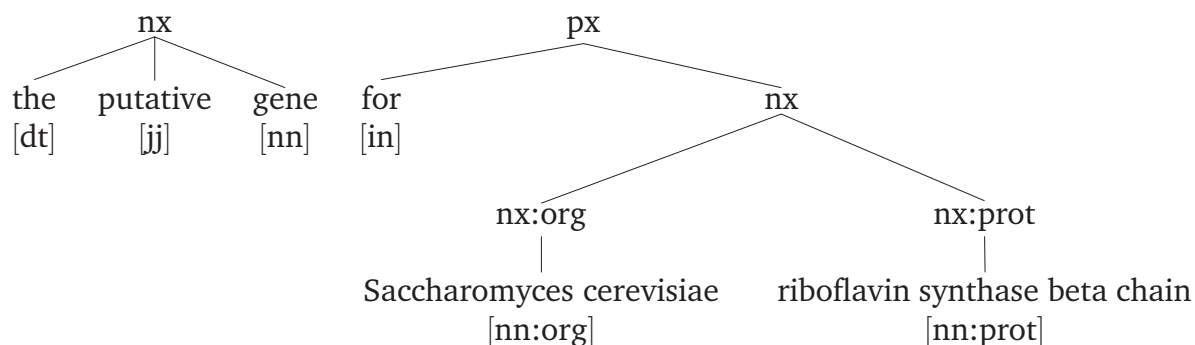 nx px
the putative gene for nx
[dt] [jj] [nn] [in]
nx:org nx:prot
Saccharomyces cerevisiae riboflavin synthase beta chain
[nn:org] [nn:prot]